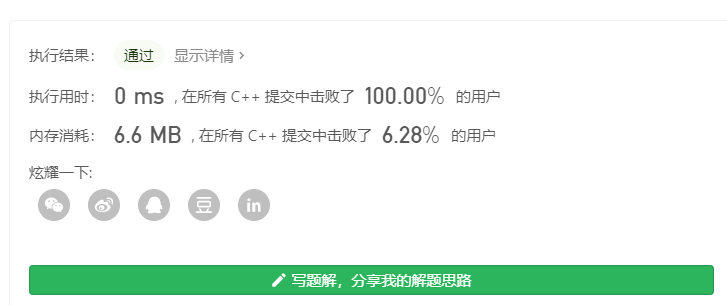 执行结果： 通过 显示详情 ›
执行用时： 0 ms , 在所有 C++ 提交中击败了 100.00% 的用户
内存消耗： 6.6 MB , 在所有 C++ 提交中击败了 6.28% 的用户
炫耀一下:
豆 in
写题解，分享我的解题思路